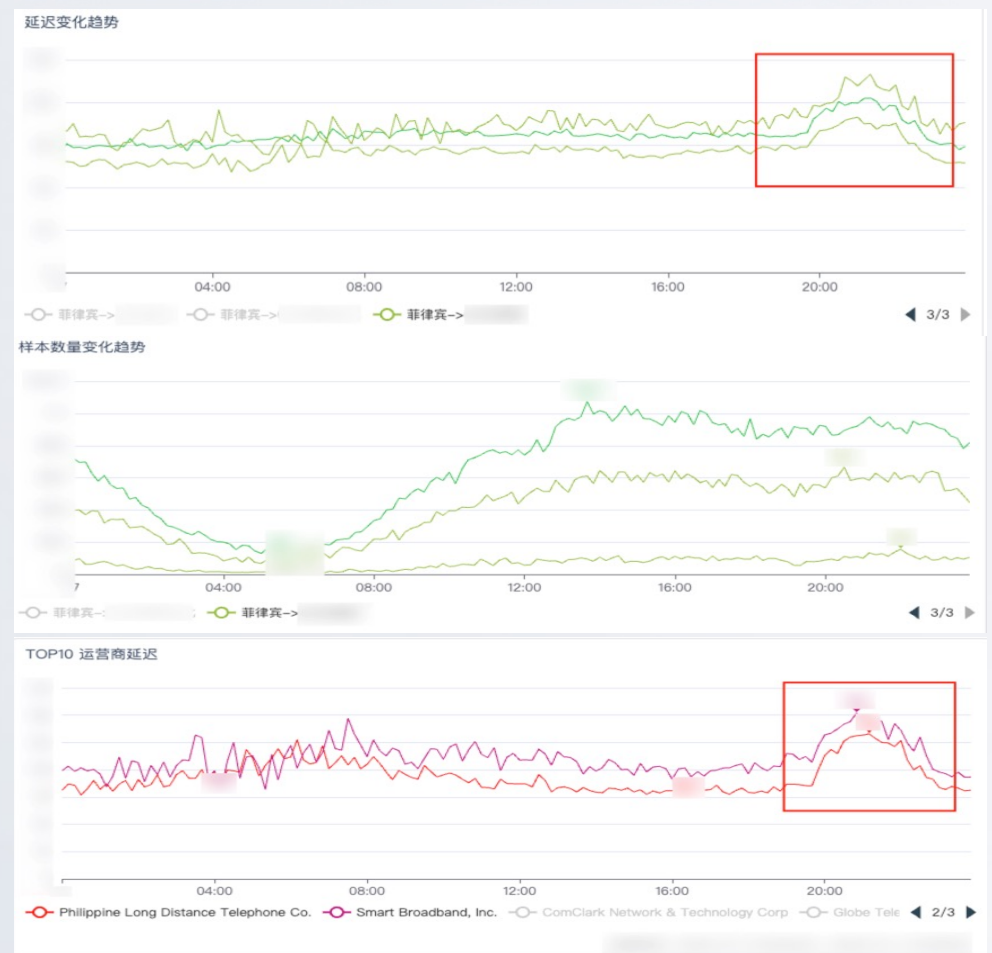 延迟变化趋势
04:00 08:00 12:00 16:00 20:00
菲律宾-> 菲律宾-> 菲律宾-> 3/3
样本数量变化趋势
04:00 08:00 12:00 16:00 20:00
菲律宾-> 菲律宾-> 3/3
TOP10 运营商延迟
04:00 08:00 12:00 16:00 20:00
Philippine Long Distance Telephone Co. Smart Broadband, Inc. ComClark Network & Technology Corp Globe Tele 2/3